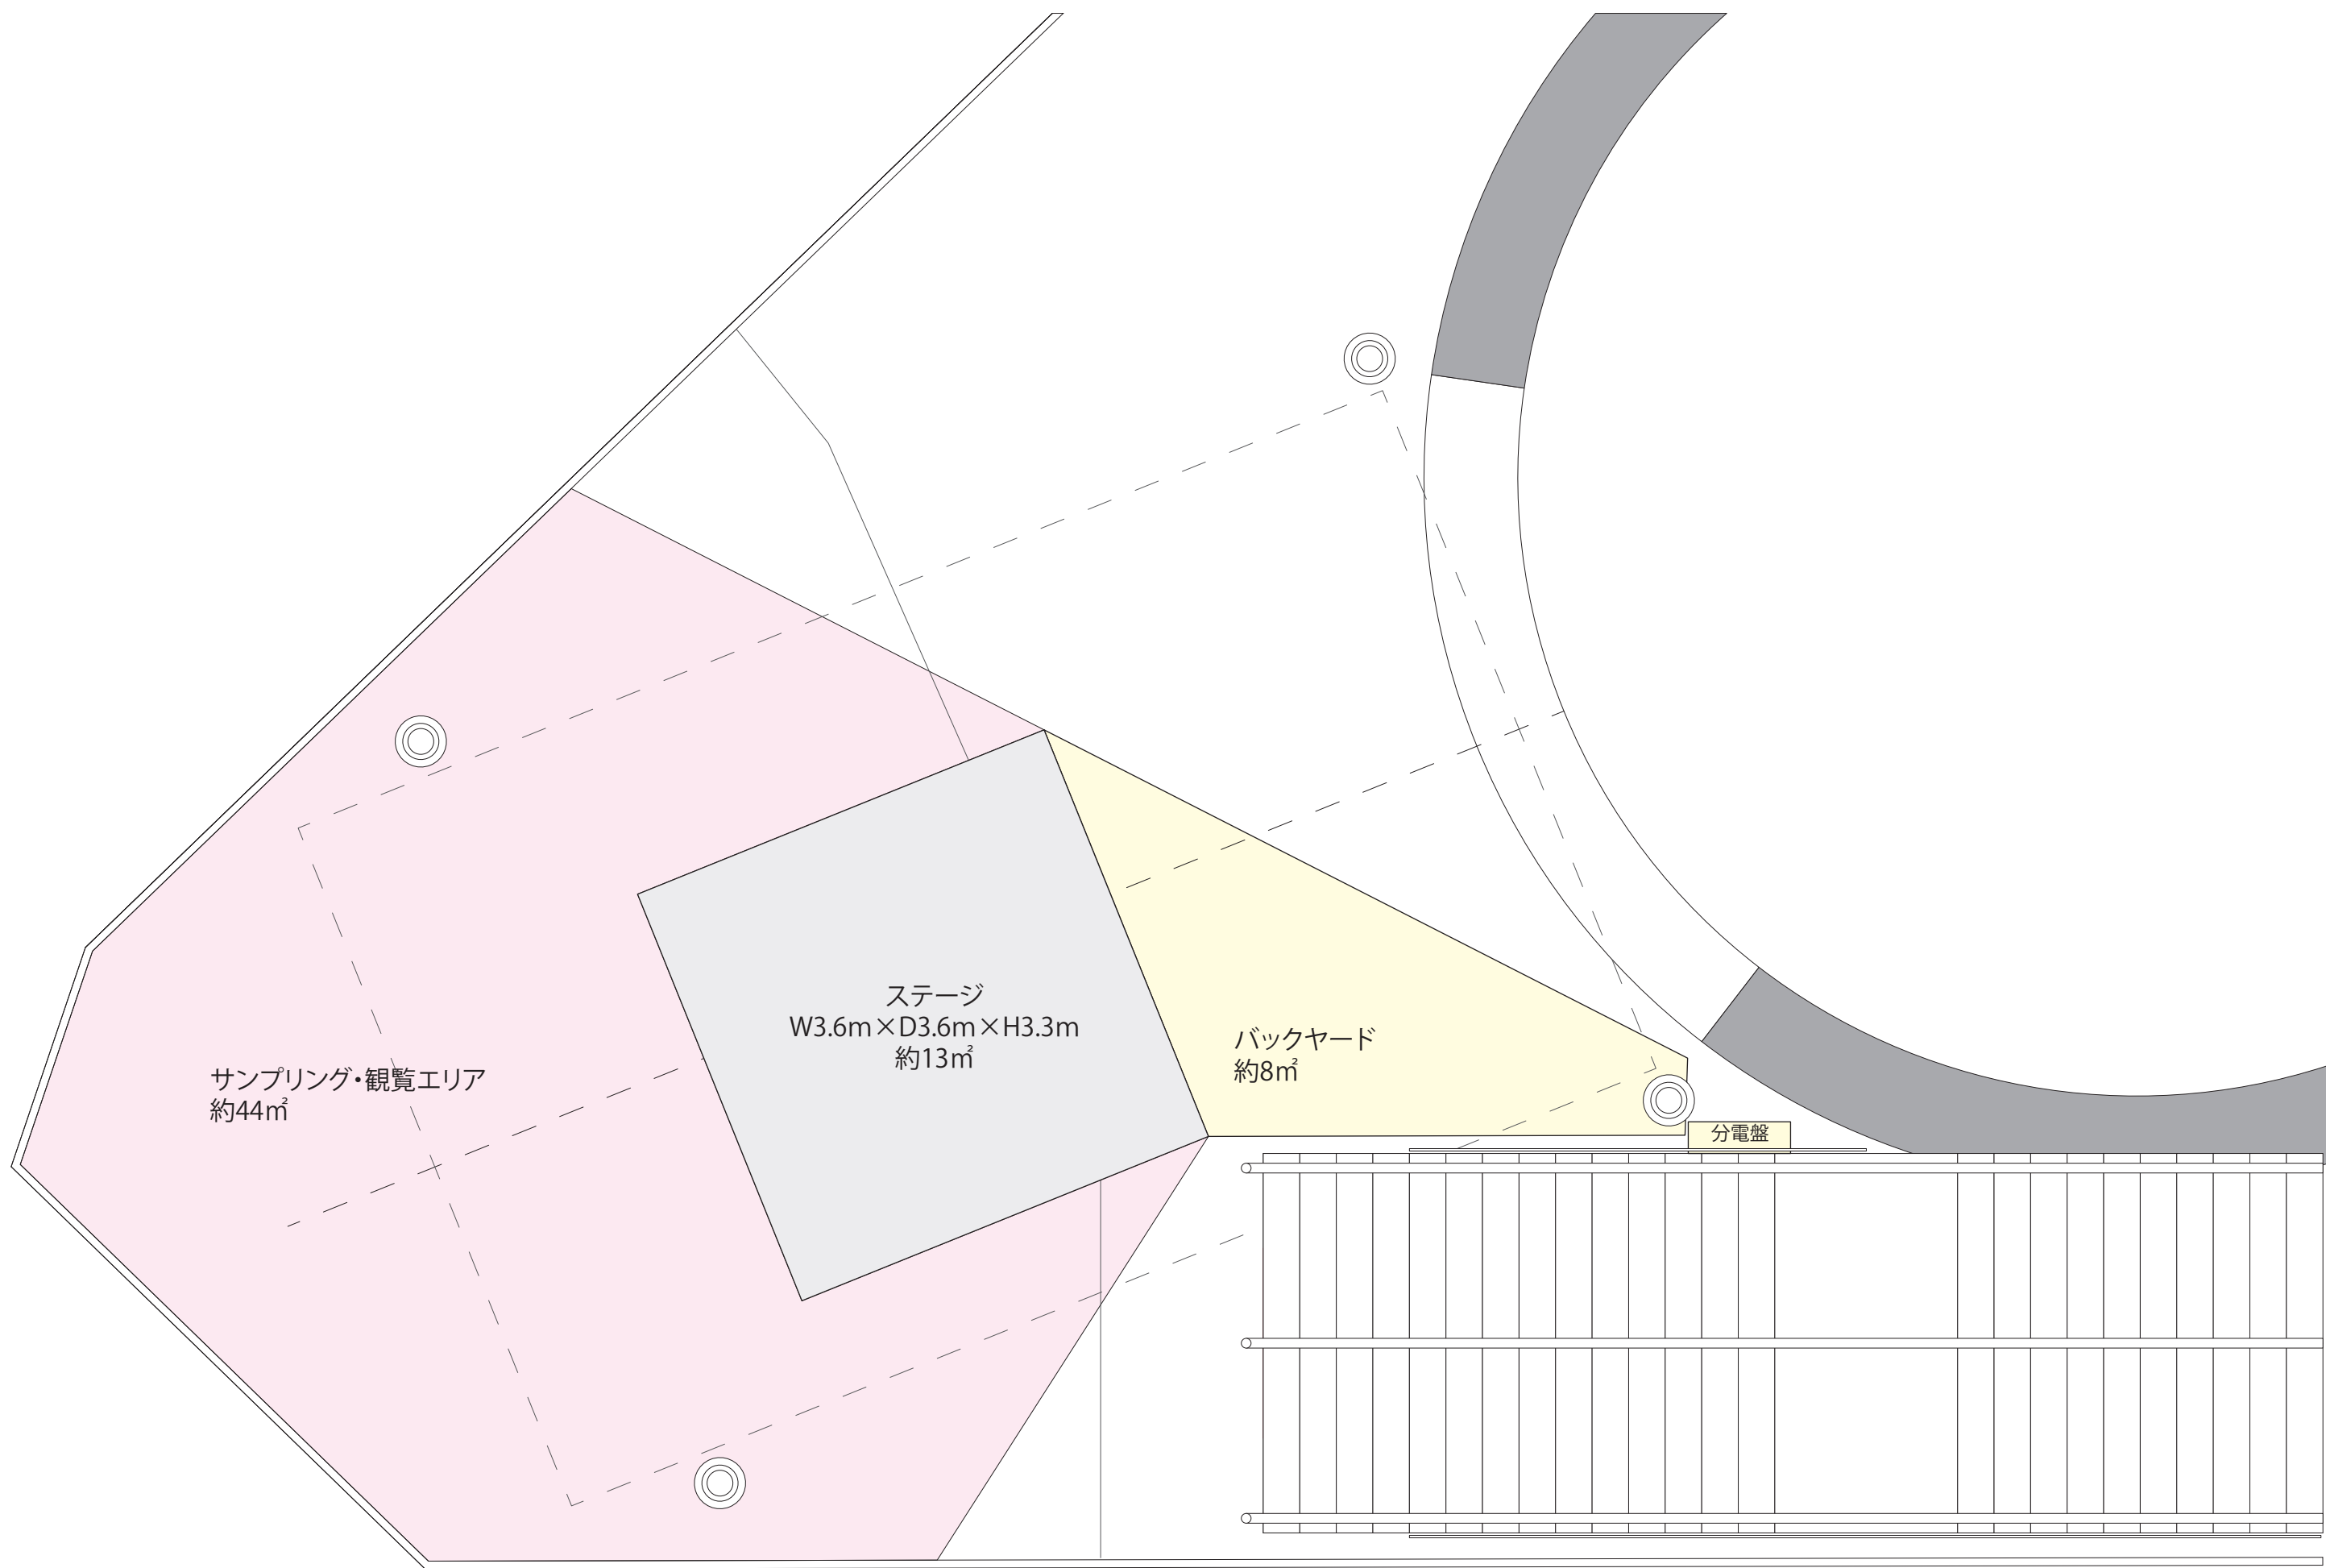 ステージ
W3.6m×D3.6m×H3.3m
約13㎡
バックヤード
約8㎡
サンプリング・観覧エリア
約44㎡
分電盤